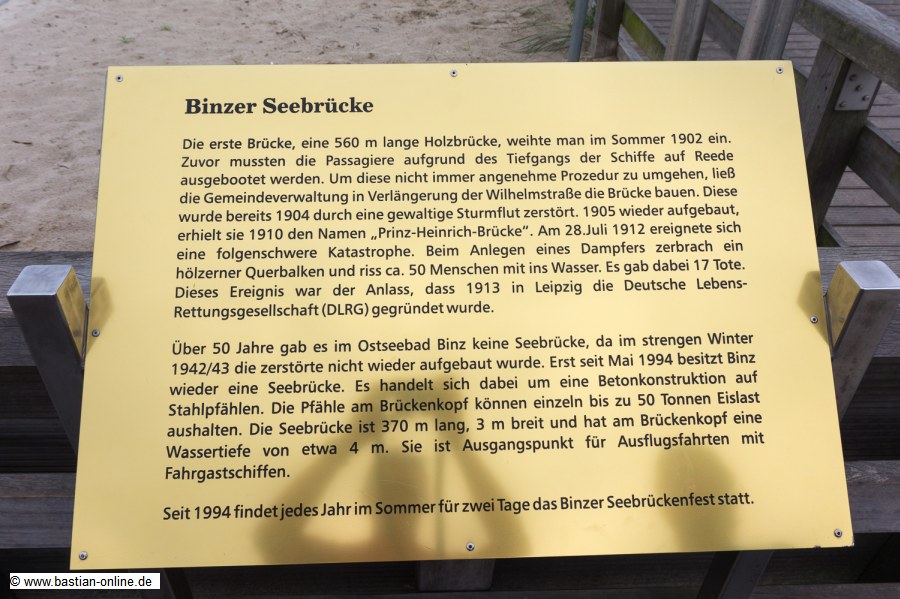 Binzer Seebrücke
Die erste Brücke, eine 560 m lange Holzbrücke, weihte man im Sommer 1902 ein.
Zuvor mussten die Passagiere aufgrund des Tiefgangs der Schiffe auf Reede
ausgebootet werden. Um diese nicht immer angenehme Prozedur zu umgehen, ließ
die Gemeindeverwaltung in Verlängerung der Wilhelmstraße die Brücke bauen. Diese
wurde bereits 1904 durch eine gewaltige Sturmflut zerstört. 1905 wieder aufgebaut,
erhielt sie 1910 den Namen „Prinz-Heinrich-Brücke“. Am 28.Juli 1912 ereignete sich
eine folgenschwere Katastrophe. Beim Anlegen eines Dampfers zerbrach ein
hölzerner Querbalken und riss ca. 50 Menschen mit ins Wasser. Es gab dabei 17 Tote.
Dieses Ereignis war der Anlass, dass 1913 in Leipzig die Deutsche Lebens-
Rettungsgesellschaft (DLRG) gegründet wurde.
Über 50 Jahre gab es im Ostseebad Binz keine Seebrücke, da im strengen Winter
1942/43 die zerstörte nicht wieder aufgebaut wurde. Erst seit Mai 1994 besitzt Binz
wieder eine Seebrücke. Es handelt sich dabei um eine Betonkonstruktion auf
Stahlpfählen. Die Pfähle am Brückenkopf können einzeln bis zu 50 Tonnen Eislast
aushalten. Die Seebrücke ist 370 m lang, 3 m breit und hat am Brückenkopf eine
Wassertiefe von etwa 4 m. Sie ist Ausgangspunkt für Ausflugsfahrten mit
Fahrgastschiffen.
Seit 1994 findet jedes Jahr im Sommer für zwei Tage das Binzer Seebrückenfest statt.
© www.bastian-online.de